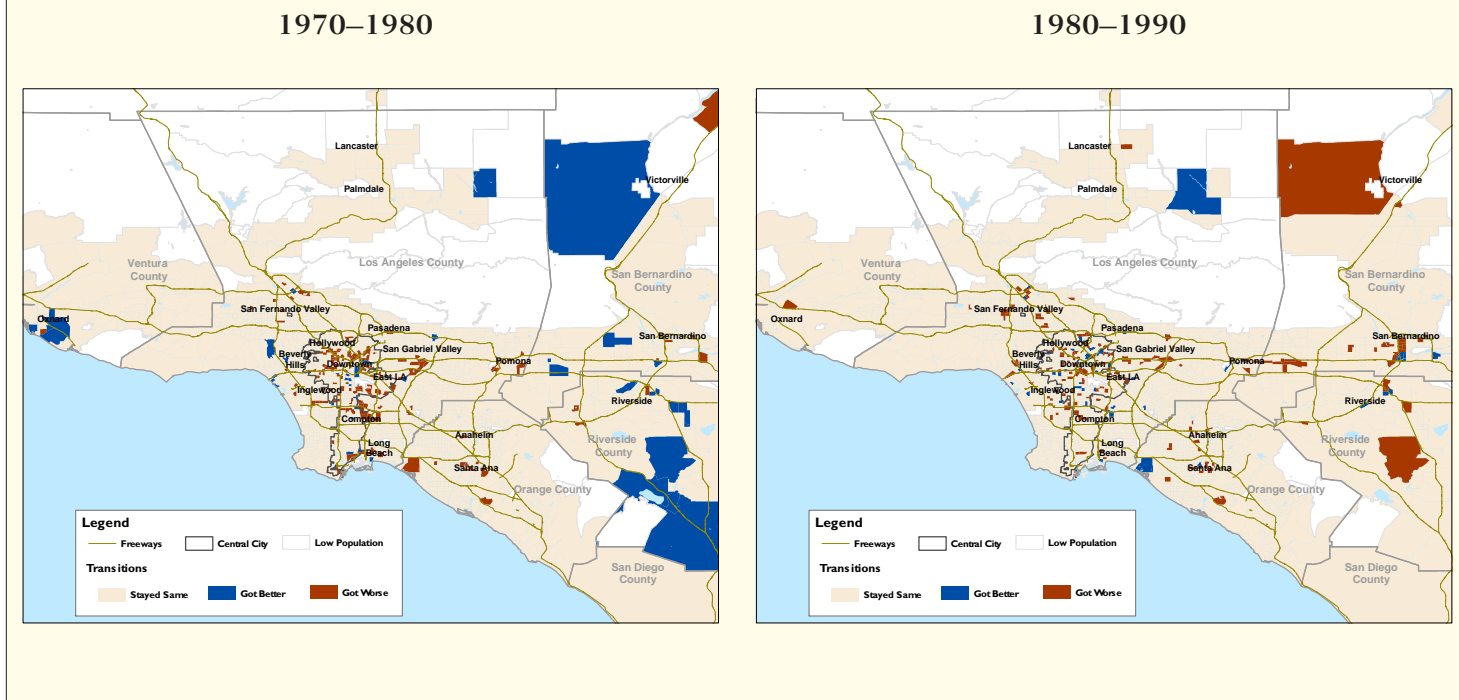 1970–1980
Lancaster
Palmdale
Victorville
Los Angeles County
Ventura
County
San Bernardino
County
San Fernando Valley
Oxnard
Pasadena
Hollywood
San Bernardino
San Gabriel Valley
Beverly
Hills
Downtown
Pomona
East LA
Inglewood
Riverside
Compton
Anaheim
Long
Beach
Riverside
County
Santa Ana
Orange County
San Diego
County
Legend
Freeways
Central City
Low Population
Transitions
Stayed Same
Got Better
Got Worse
1980–1990
Lancaster
Palmdale
Victorville
Los Angeles County
Ventura
County
San Bernardino
County
San Fernando Valley
Oxnard
Pasadena
Hollywood
San Bernardino
San Gabriel Valley
Beverly
Hills
Downtown
Pomona
East LA
Inglewood
Riverside
Compton
Anaheim
Long
Beach
Riverside
County
Santa Ana
Orange County
San Diego
County
Legend
Freeways
Central City
Low Population
Transitions
Stayed Same
Got Better
Got Worse